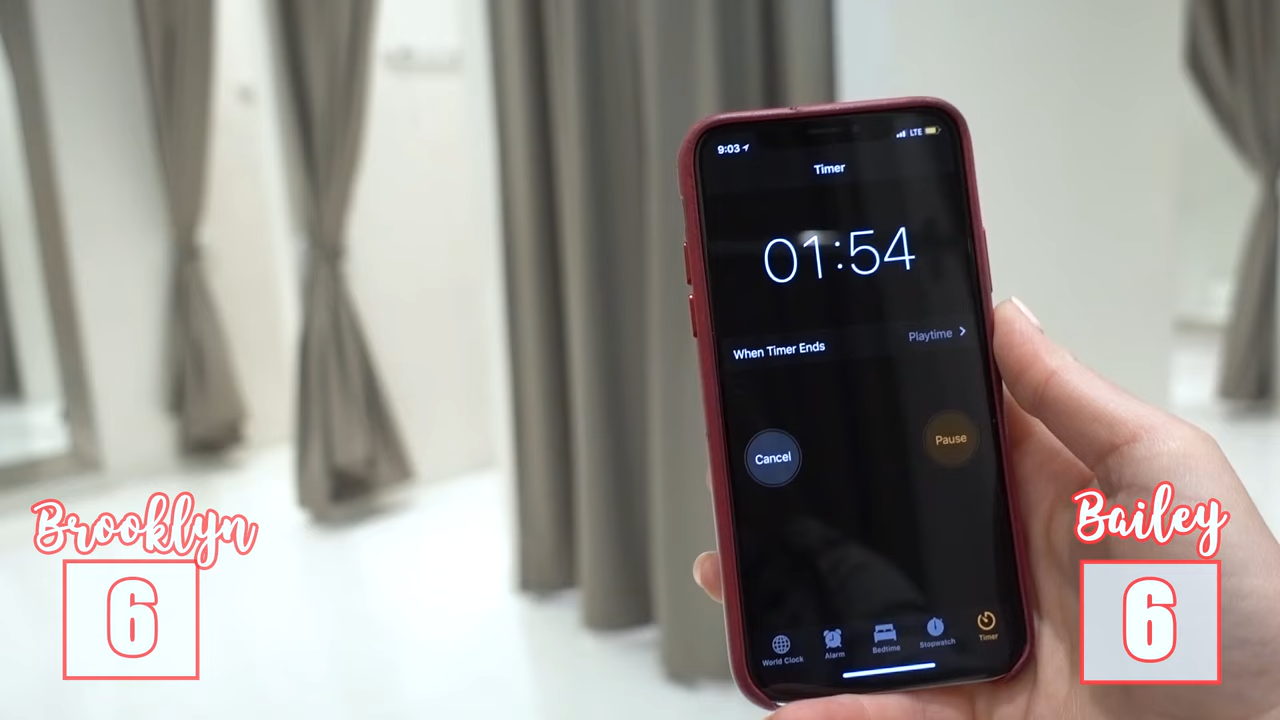 9:03 LTE
Timer
01:54
When Timer Ends Playtime
Cancel Pause
World Clock Alarm Bedtime Stopwatch Timer
Brooklyn
6
Bailey
6